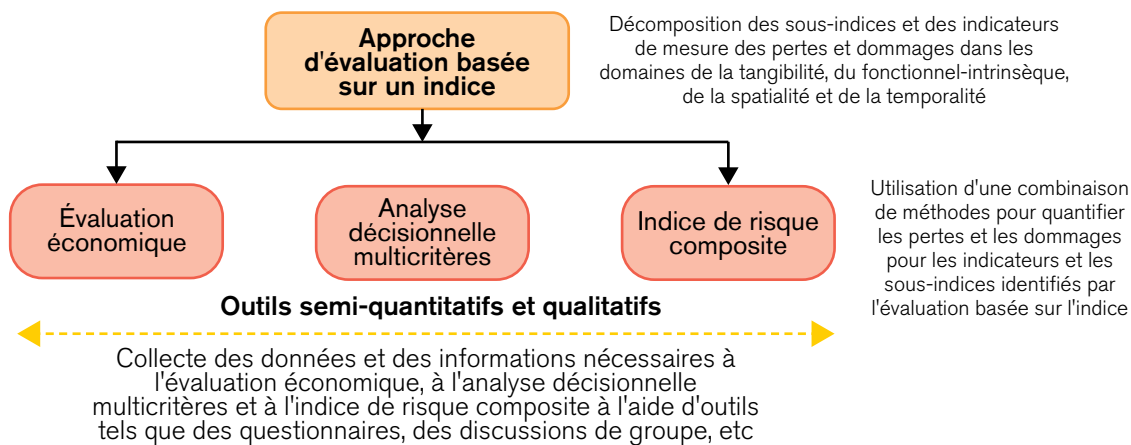 Approche
d'évaluation basée
sur un indice
Décomposition des sous-indices et des indicateurs
de mesure des pertes et dommages dans les
domaines de la tangibilité, du fonctionnel-intrinsèque,
de la spatialité et de la temporalité
Évaluation
économique
Analyse
décisionnelle
multicritères
Indice de risque
composite
Utilisation d'une combinaison
de méthodes pour quantifier
les pertes et les dommages
pour les indicateurs et les
sous-indices identifiés par
l'évaluation basée sur l'indice
Outils semi-quantitatifs et qualitatifs
Collecte des données et des informations nécessaires à
l'évaluation économique, à l'analyse décisionnelle
multicritères et à l'indice de risque composite à l'aide d'outils
tels que des questionnaires, des discussions de groupe, etc